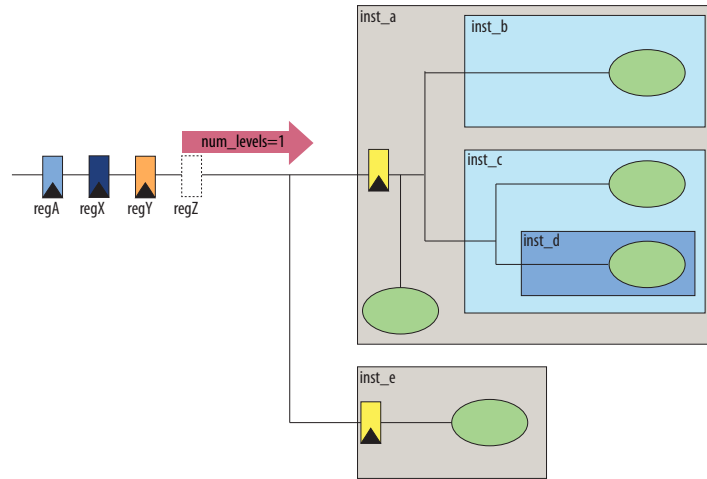 inst_a
inst_b
num_levels=1
inst_c
regA
regX
regY
regZ
inst_d
inst_e